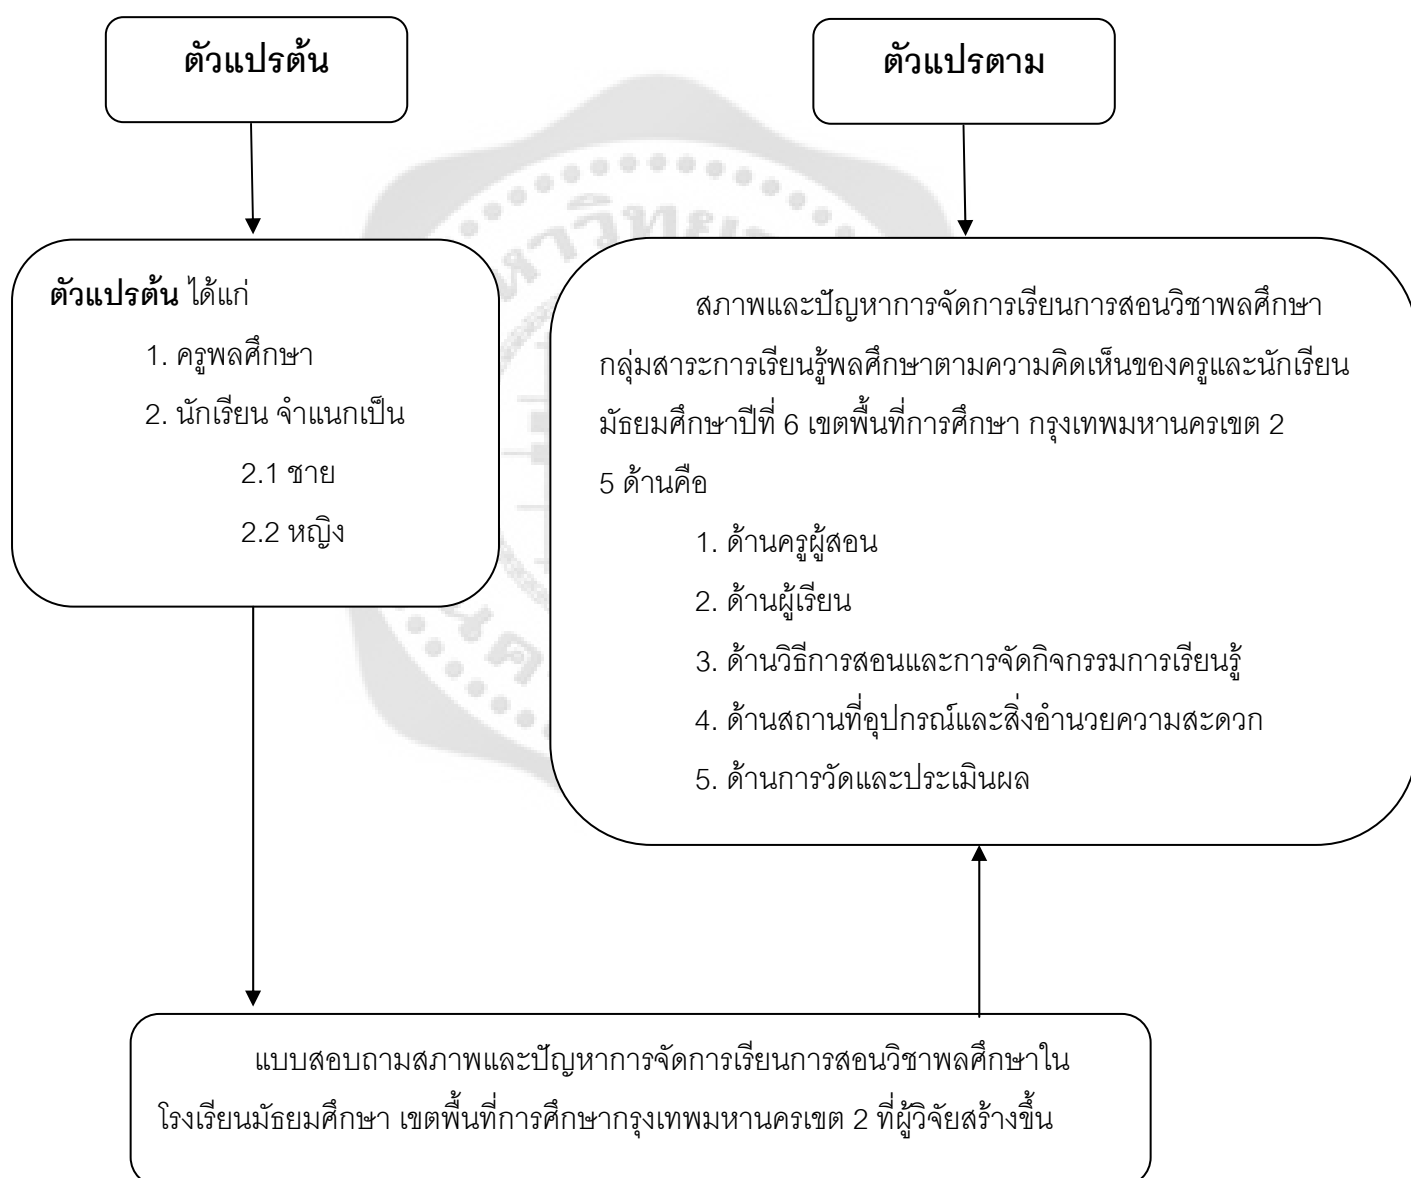 ตัวแปรต้น
ตัวแปรตาม
ตัวแปรต้น ได้แก่
1. ครูพลศึกษา
2. นักเรียน จำแนกเป็น
2.1 ชาย
2.2 หญิง
สภาพและปัญหาการจัดการเรียนการสอนวิชาพลศึกษา
กลุ่มสาระการเรียนรู้พลศึกษาตามความคิดเห็นของครูและนักเรียน
มัธยมศึกษาปีที่ 6 เขตพื้นที่การศึกษา กรุงเทพมหานครเขต 2
5 ด้านคือ
1. ด้านครูผู้สอน
2. ด้านผู้เรียน
3. ด้านวิธีการสอนและการจัดกิจกรรมการเรียนรู้
4. ด้านสถานที่อุปกรณ์และสิ่งอำนวยความสะดวก
5. ด้านการวัดและประเมินผล
แบบสอบถามสภาพและปัญหาการจัดการเรียนการสอนวิชาพลศึกษาใน
โรงเรียนมัธยมศึกษา เขตพื้นที่การศึกษากรุงเทพมหานครเขต 2 ที่ผู้วิจัยสร้างขึ้น